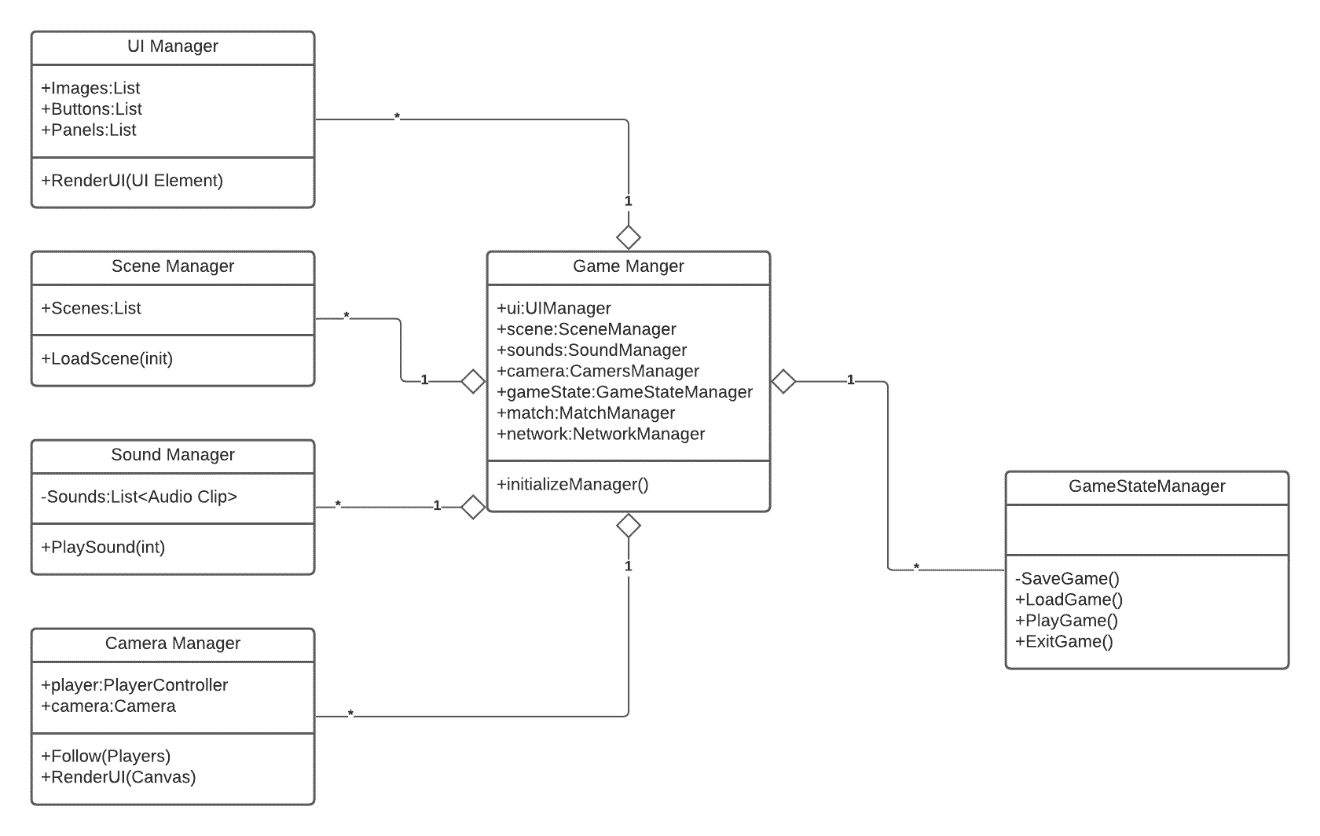 UI Manager
+Images:List
+Buttons:List
+Panels:List
+RenderUI(UI Element)
*
1
Scene Manager
+Scenes:List
+LoadScene(init)
*
1
Game Manger
+ui:UIManager
+scene:SceneManager
+sounds:SoundManager
+camera:CamersManager
+gameState:GameStateManager
+match:MatchManager
+network:NetworkManager
+initializeManager()
1
*
Sound Manager
-Sounds:List<Audio Clip>
+PlaySound(int)
*
1
GameStateManager
-SaveGame()
+LoadGame()
+PlayGame()
+ExitGame()
1
Camera Manager
+player:PlayerController
+camera:Camera
+Follow(Players)
+RenderUI(Canvas)
*